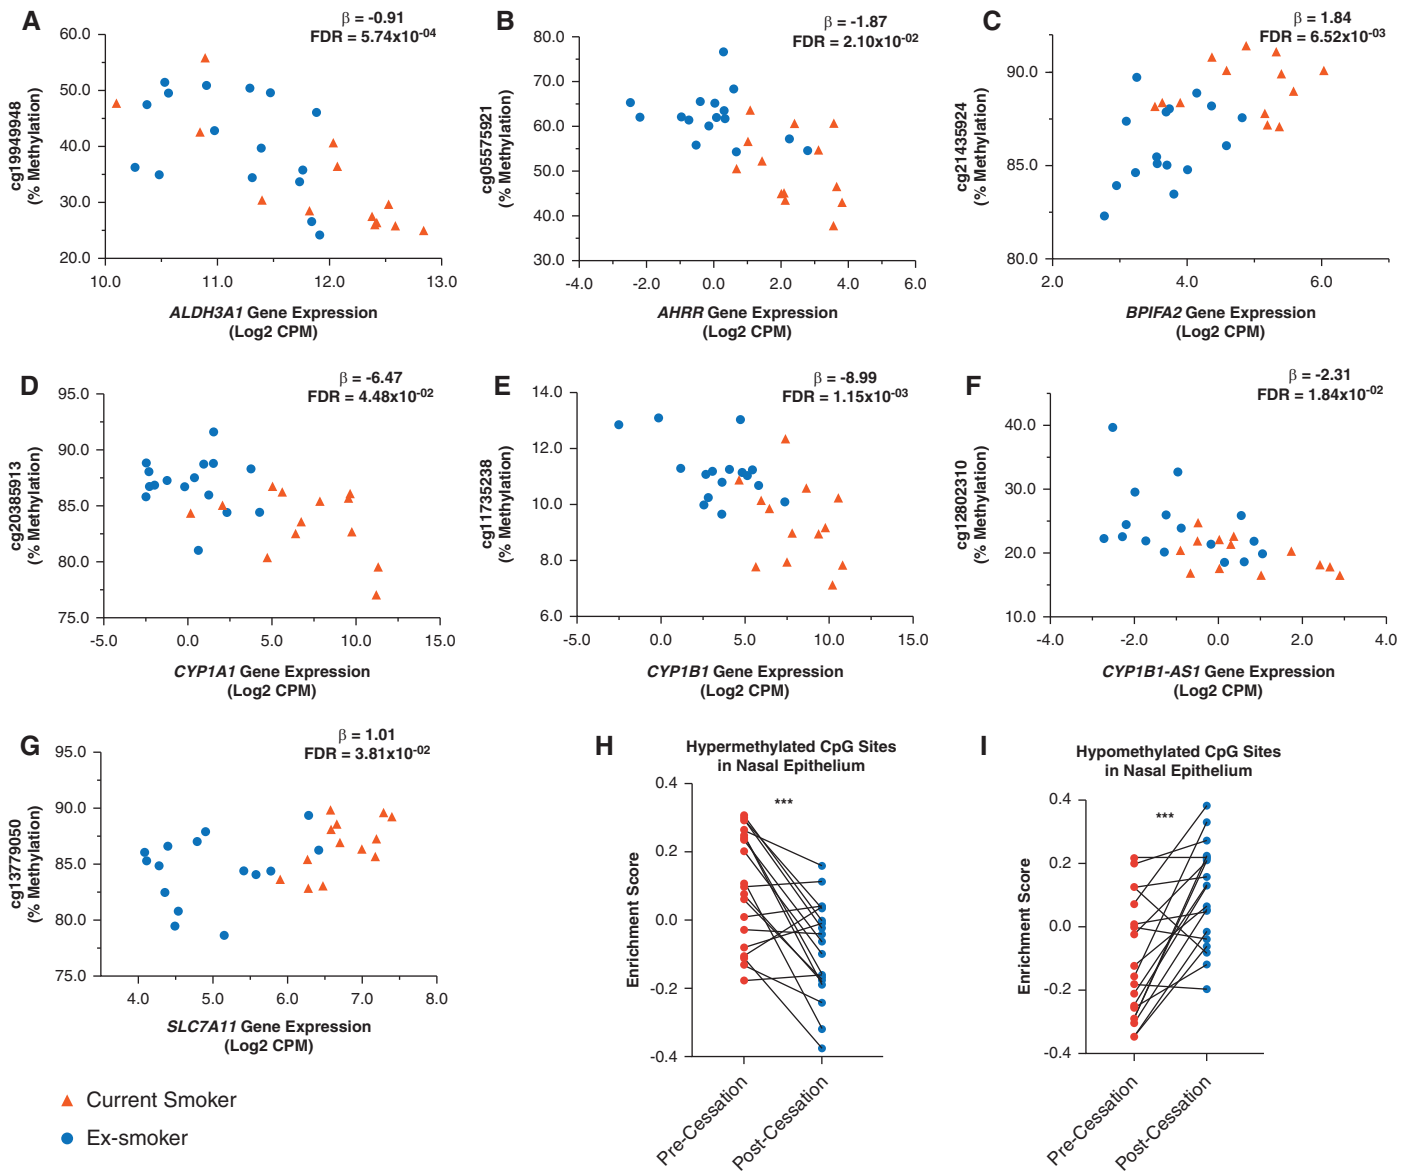 A
β = -0.91
FDR = 5.74x10-04
60.0
50.0
40.0
30.0
20.0
cg19949948
(% Methylation)
10.0 11.0 12.0 13.0
ALDH3A1 Gene Expression
(Log2 CPM)
B
β = -1.87
FDR = 2.10x10-02
80.0
70.0
60.0
50.0
40.0
30.0
cg05575921
(% Methylation)
-4.0 -2.0 0.0 2.0 4.0 6.0
AHRR Gene Expression
(Log2 CPM)
C
β = 1.84
FDR = 6.52x10-03
90.0
85.0
80.0
cg21435924
(% Methylation)
2.0 4.0 6.0
BPIFA2 Gene Expression
(Log2 CPM)
D
β = -6.47
FDR = 4.48x10-02
95.0
90.0
85.0
80.0
75.0
cg20385913
(% Methylation)
-5.0 0.0 5.0 10.0 15.0
CYP1A1 Gene Expression
(Log2 CPM)
E
β = -8.99
FDR = 1.15x10-03
14.0
12.0
10.0
8.0
6.0
cg11735238
(% Methylation)
-5.0 0.0 5.0 10.0 15.0
CYP1B1 Gene Expression
(Log2 CPM)
F
β = -2.31
FDR = 1.84x10-02
40.0
30.0
20.0
10.0
cg12802310
(% Methylation)
-4.0 -2.0 0.0 2.0 4.0
CYP1B1-AS1 Gene Expression
(Log2 CPM)
G
β = 1.01
FDR = 3.81x10-02
95.0
90.0
85.0
80.0
75.0
cg13779050
(% Methylation)
4.0 5.0 6.0 7.0 8.0
SLC7A11 Gene Expression
(Log2 CPM)
H
Hypermethylated CpG Sites
in Nasal Epithelium
***
0.4
0.2
0.0
-0.2
-0.4
Enrichment Score
Pre-Cessation
Post-Cessation
I
Hypomethylated CpG Sites
in Nasal Epithelium
***
0.4
0.2
0.0
-0.2
-0.4
Enrichment Score
Pre-Cessation
Post-Cessation
Current Smoker
Ex-smoker